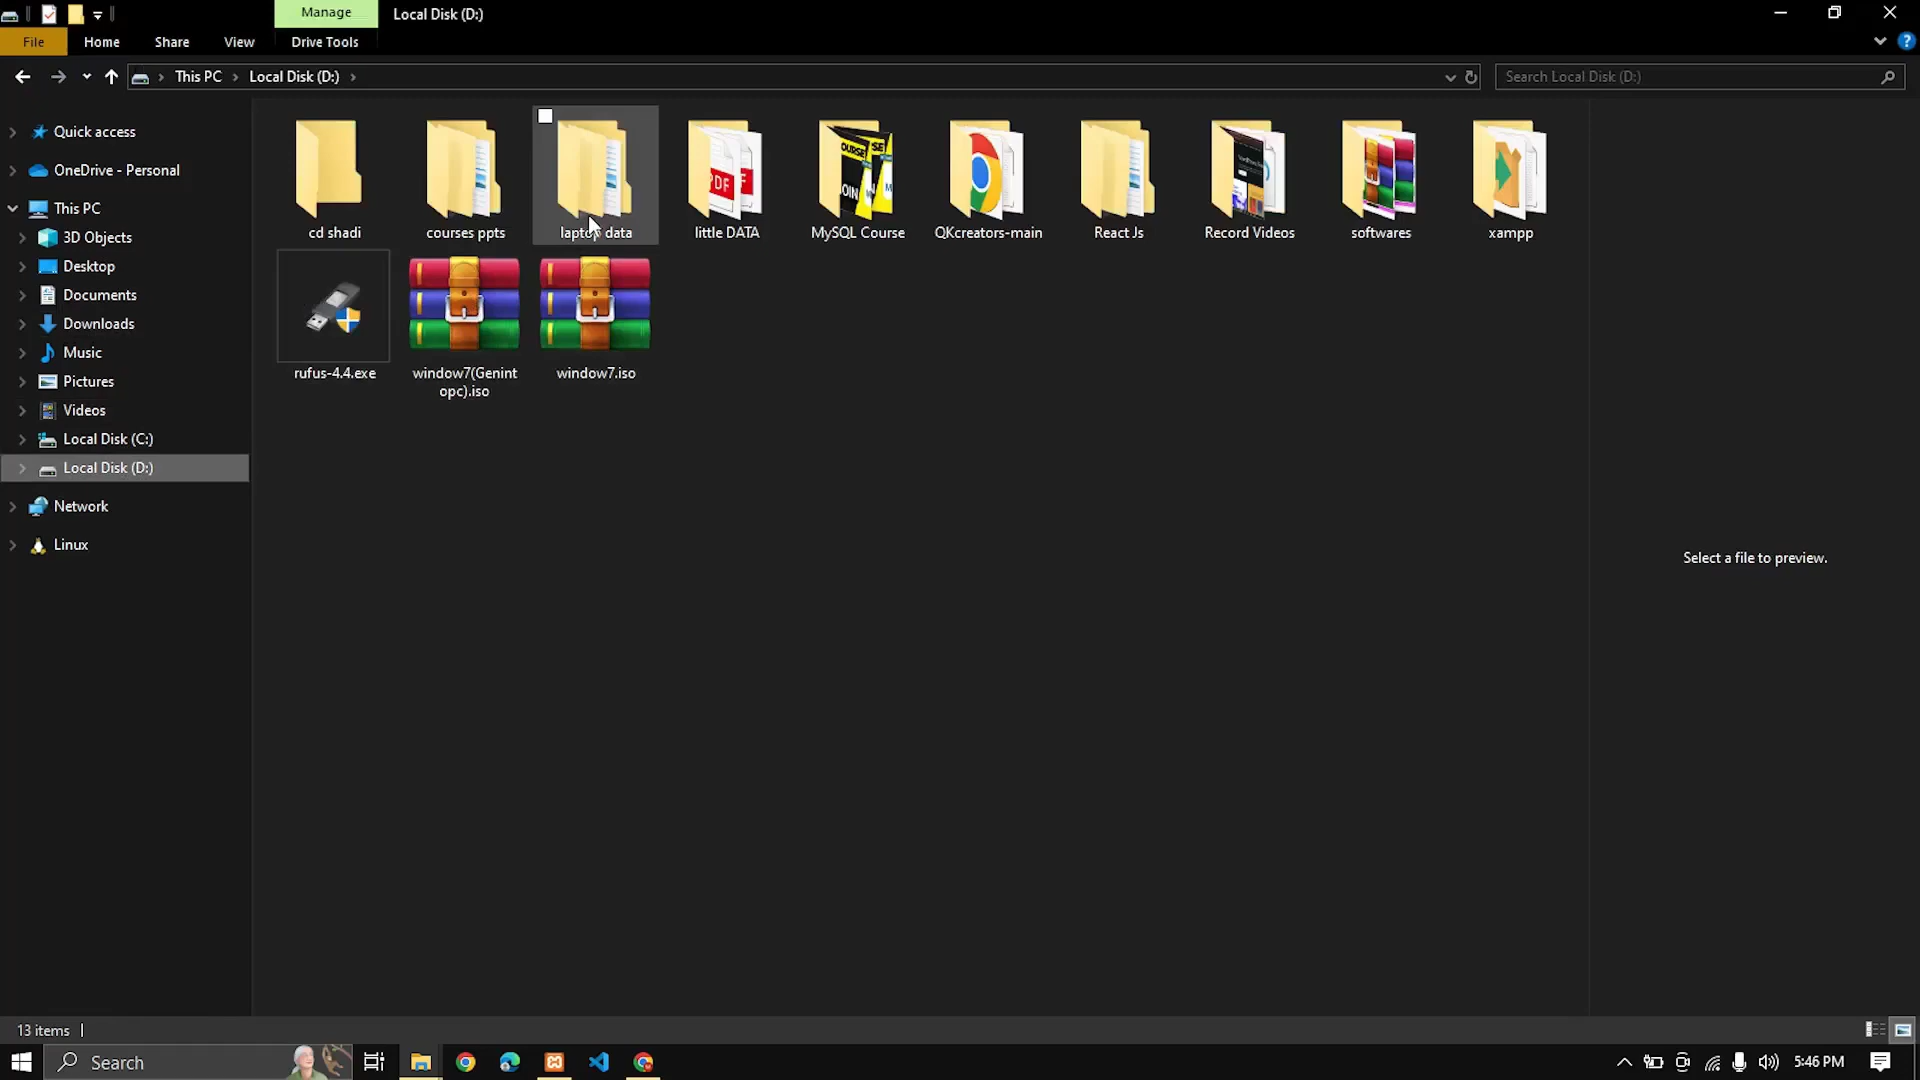 Manage
Local Disk (D:)
File
Home
Share
View
Drive Tools
This PC
Local Disk (D:)
Search Local Disk (D:)
Quick access
OneDrive - Personal
This PC
3D Objects
Desktop
Documents
Downloads
Music
Pictures
Videos
Local Disk (C:)
Local Disk (D:)
Network
Linux
cd shadi
courses ppts
laptop data
little DATA
MySQL Course
QKcreators-main
React Js
Record Videos
softwares
xampp
rufus-4.4.exe
window7(Genint
opc).iso
window7.iso
Select a file to preview.
13 items
Search
5:46 PM